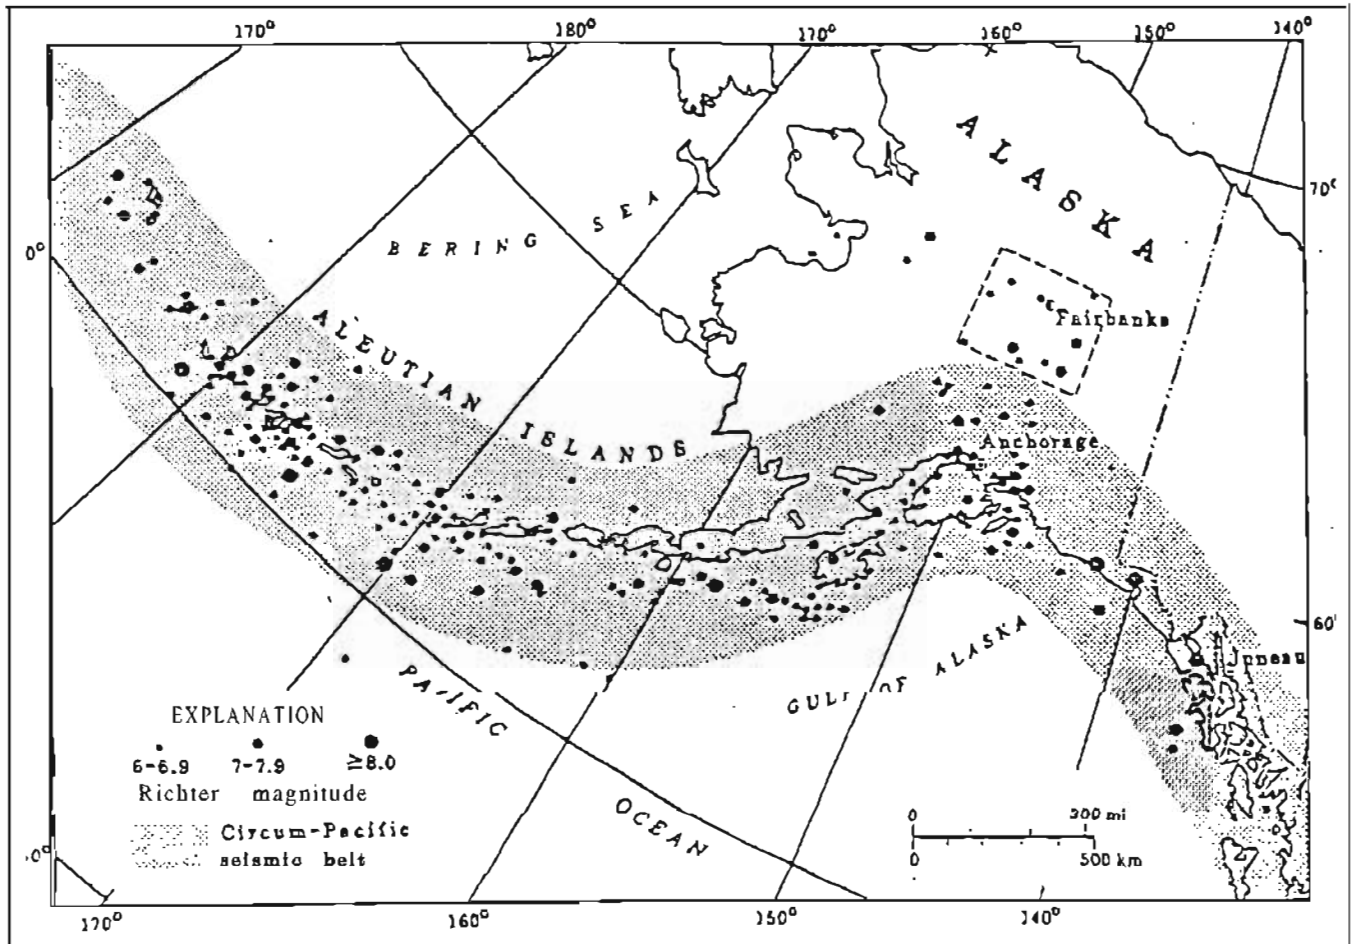 170° 180° 170° 160° 150° 140°
ALASKA
70°
BERING SEA
0°
Fairbanks
ALEUTIAN ISLANDS
Anchorage
60°
Juneau
GULF OF ALASKA
PACIFIC OCEAN
EXPLANATION
6-6.9 7-7.9 ≥8.0
Richter magnitude
Circum-Pacific
seismic belt
0 300 mi
0 500 km
170° 160° 150° 140°